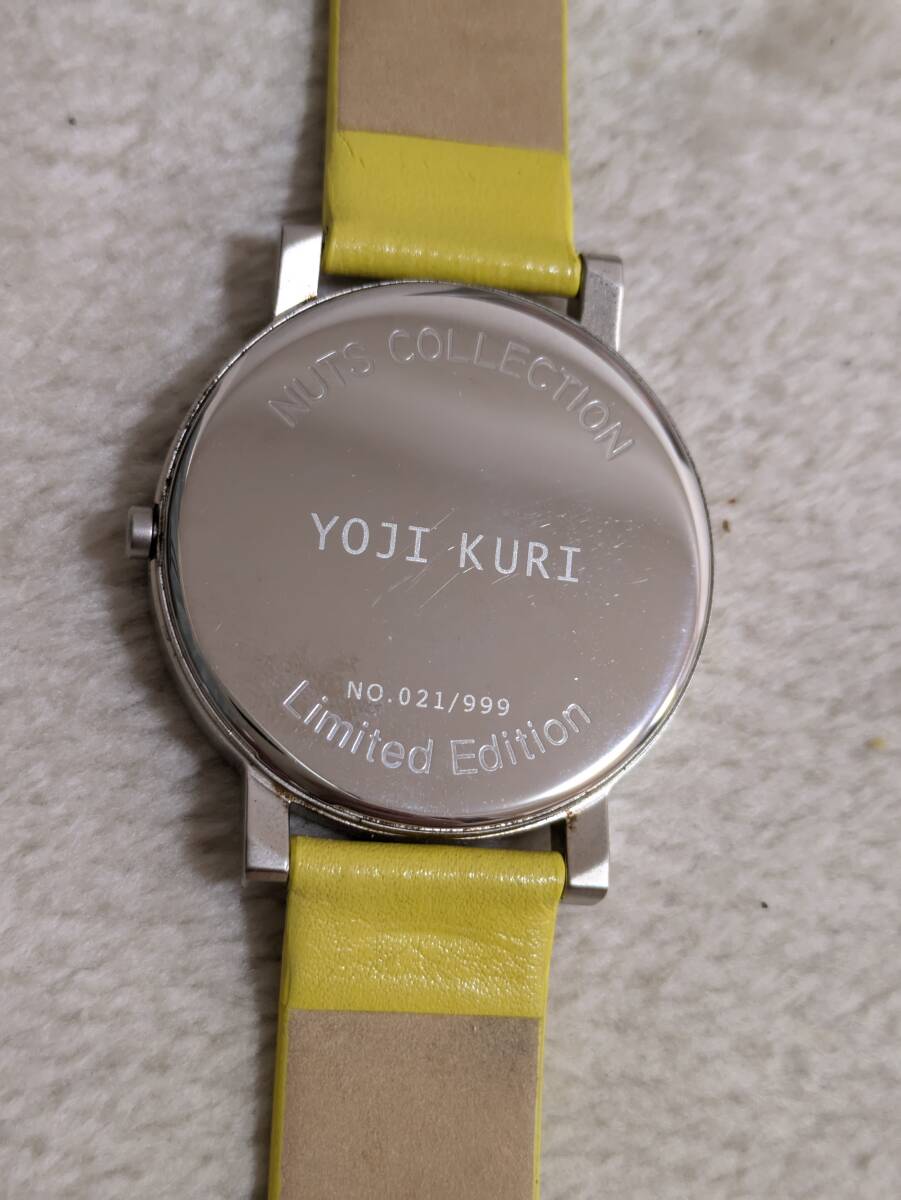 NUTS COLLECTION
YOJI KURI
NO.021/999
Limited Edition